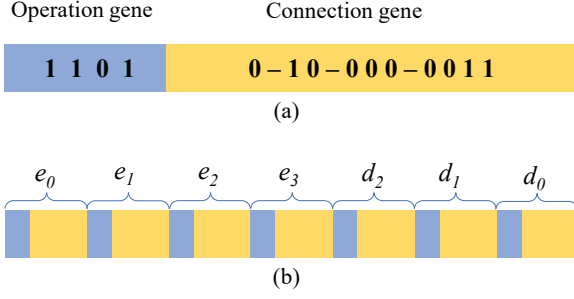 Operation gene Connection gene
1 1 0 1 0 – 1 0 – 0 0 0 – 0 0 1 1
(a)
e0 e1 e2 e3 d2 d1 d0
(b)